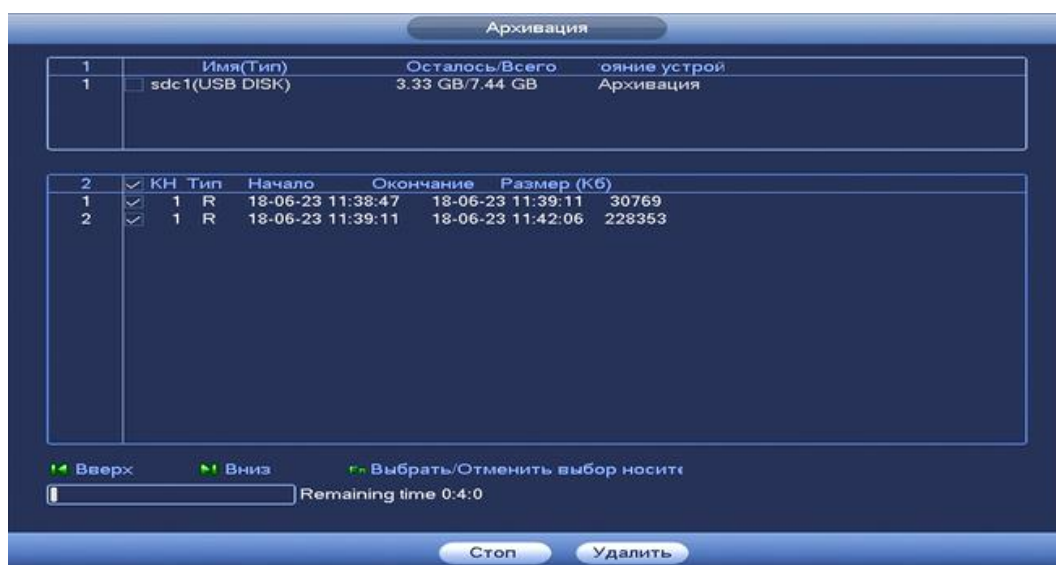 Архивация
1 Имя(Тип) Осталось/Всего ояние устрой
1 sdc1(USB DISK) 3.33 GB/7.44 GB Архивация
2 КН Тип Начало Окончание Размер (Кб)
1 1 R 18-06-23 11:38:47 18-06-23 11:39:11 30769
2 1 R 18-06-23 11:39:11 18-06-23 11:42:06 228353
Вверх Вниз Fn Выбрать/Отменить выбор носите
Remaining time 0:4:0
Стоп Удалить